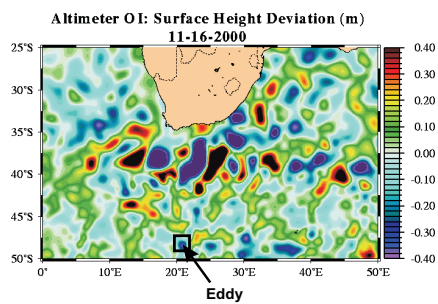 Altimeter OI: Surface Height Deviation (m)
11-16-2000
25°S
30°S
35°S
40°S
45°S
50°S
0°
10°E
20°E
30°E
40°E
50°E
0.40
0.30
0.20
0.10
0.00
-0.10
-0.20
-0.30
-0.40
Eddy